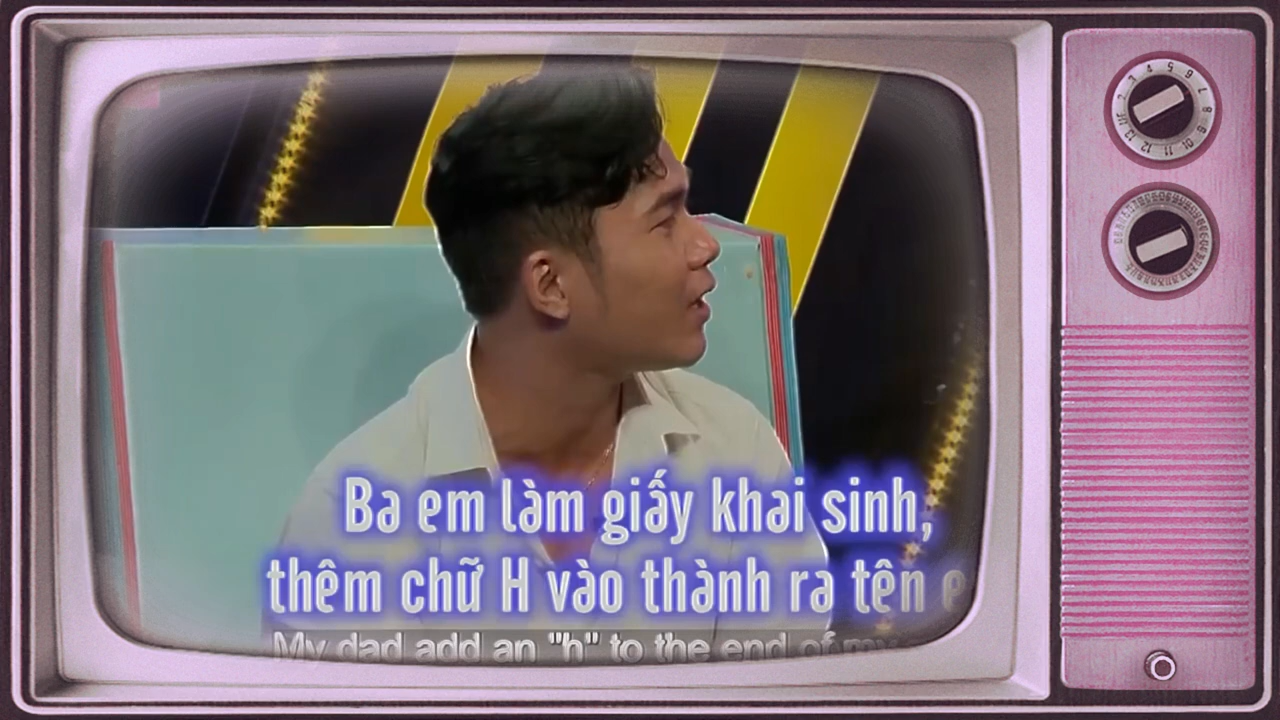 Ba em làm giấy khai sinh,
thêm chữ H vào thành ra tên e
My dad add an "h" to the end of my